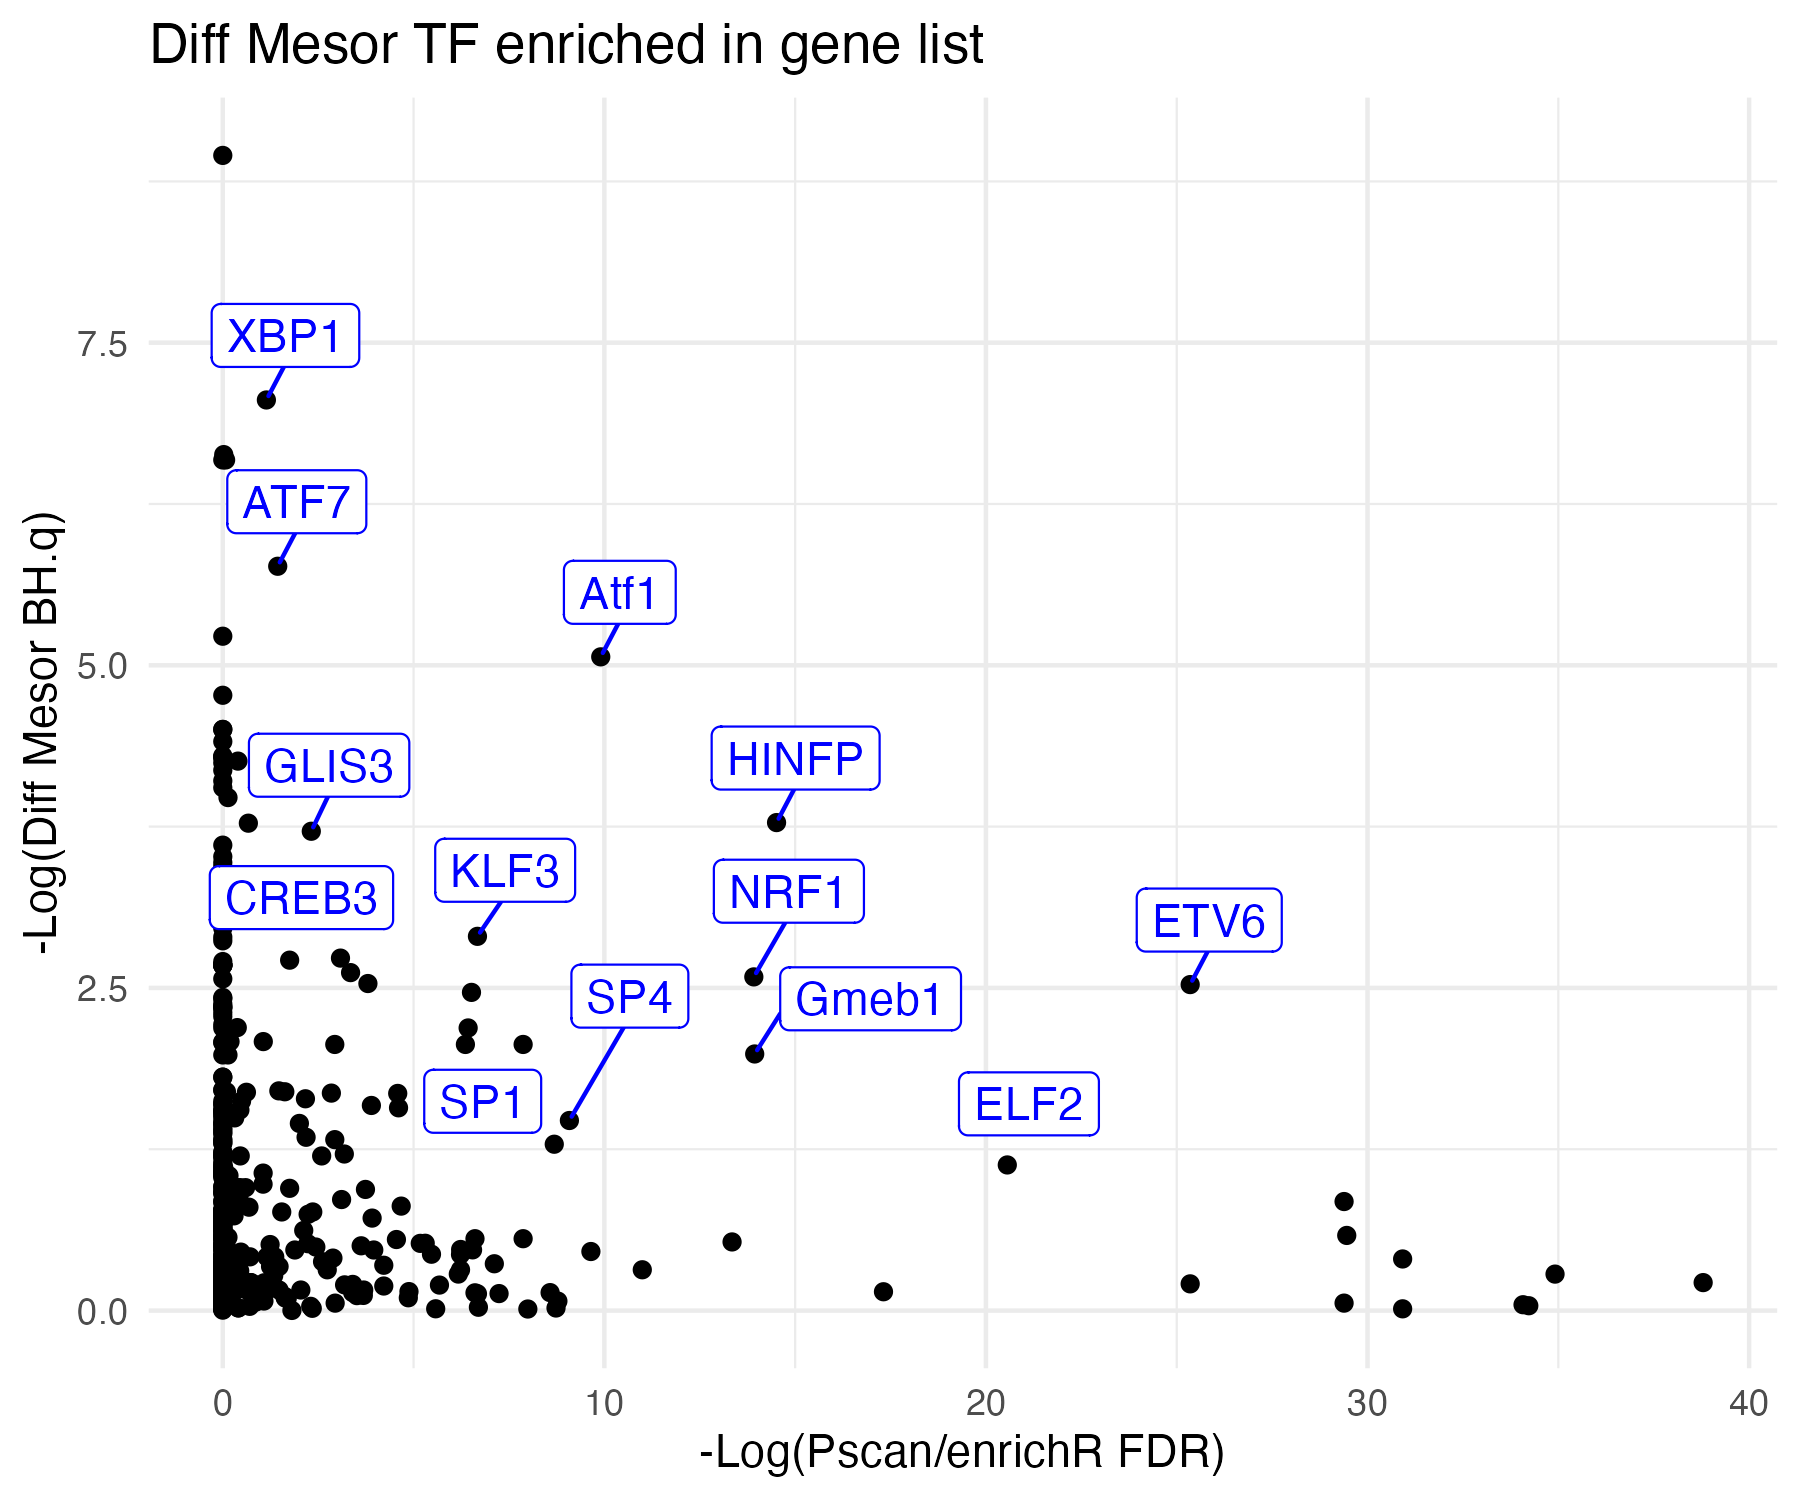 Diff Mesor TF enriched in gene list
-Log(Diff Mesor BH.q)
7.5
5.0
2.5
0.0
XBP1
ATF7
Atf1
GLIS3
HINFP
KLF3
NRF1
CREB3
ETV6
SP4
Gmeb1
SP1
ELF2
0
10
20
30
40
-Log(Pscan/enrichR FDR)